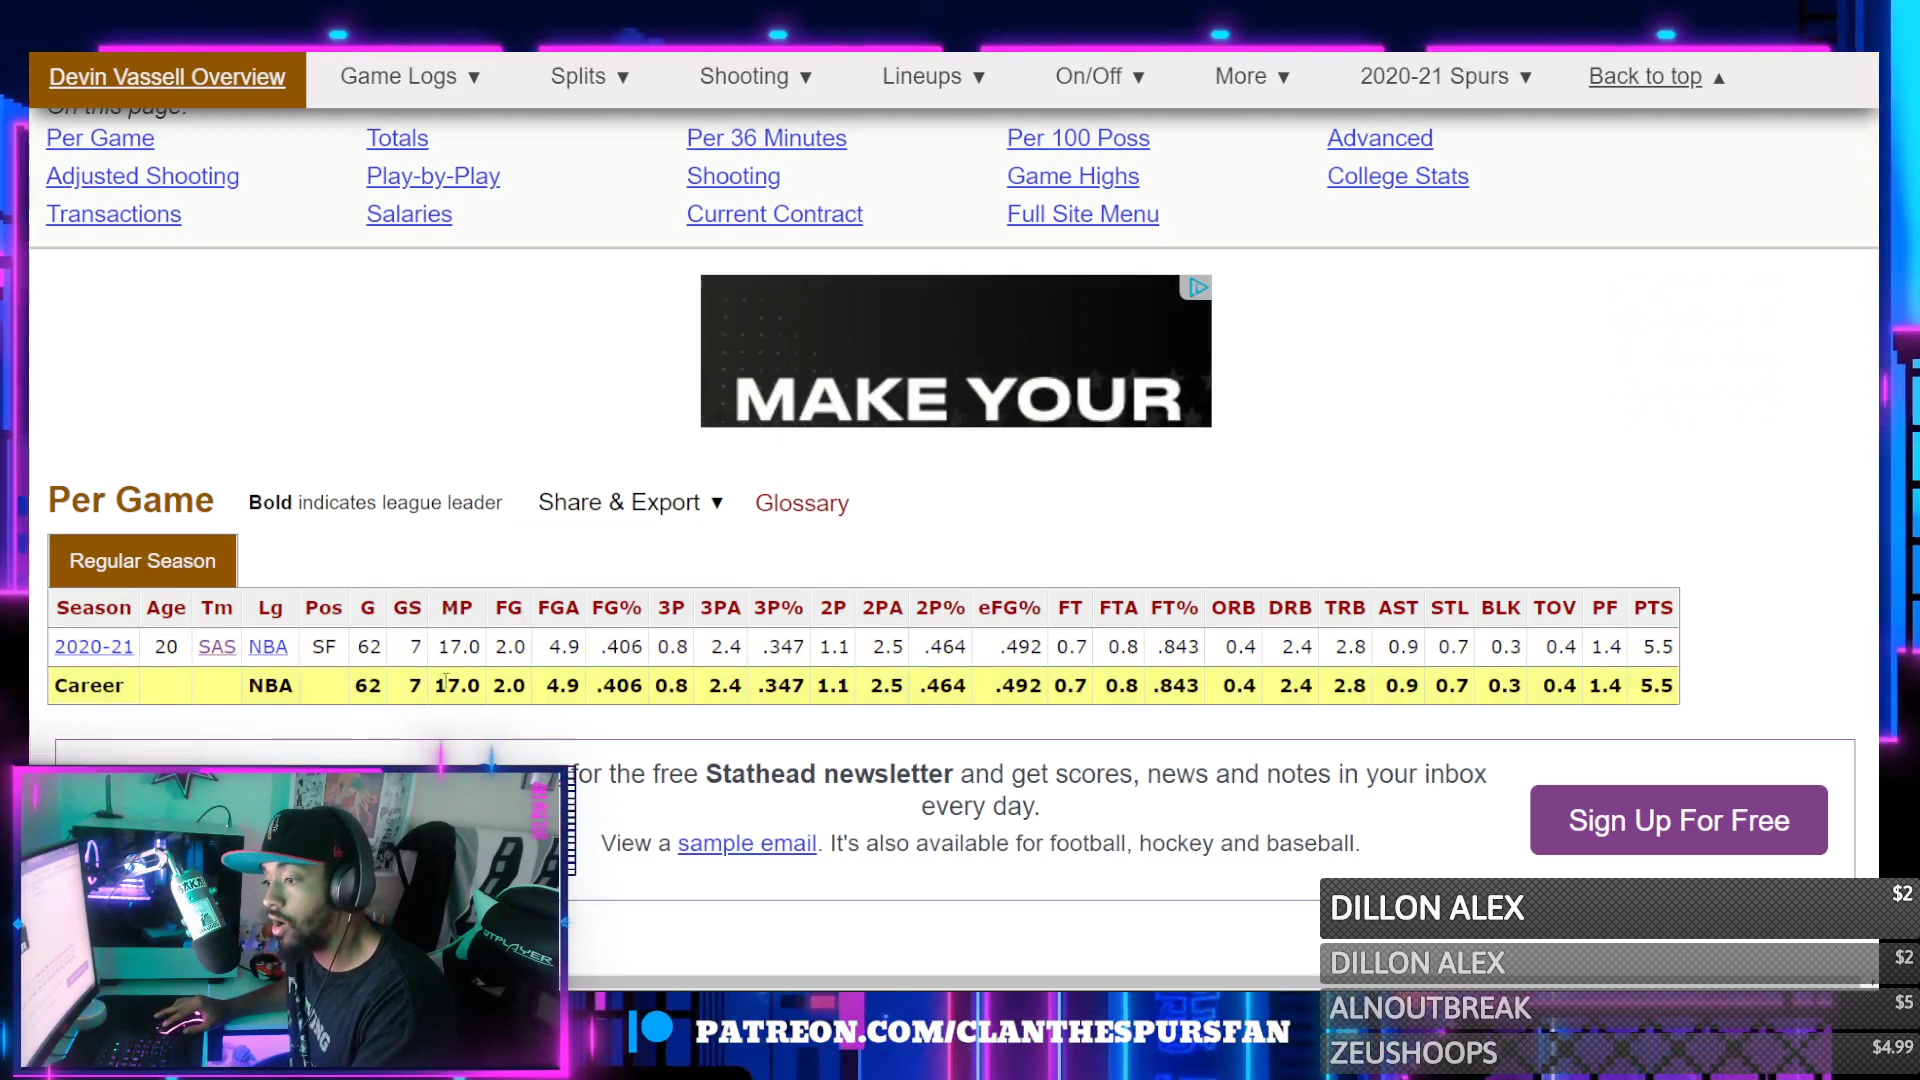 Devin Vassell Overview Game Logs ▼ Splits ▼ Shooting ▼ Lineups ▼ On/Off ▼ More ▼ 2020-21 Spurs ▼ Back to top ▲
On this page:
Per Game Totals Per 36 Minutes Per 100 Poss Advanced
Adjusted Shooting Play-by-Play Shooting Game Highs College Stats
Transactions Salaries Current Contract Full Site Menu
MAKE YOUR
Per Game Bold indicates league leader Share & Export ▼ Glossary
Regular Season
Season Age Tm Lg Pos G GS MP FG FGA FG% 3P 3PA 3P% 2P 2PA 2P% eFG% FT FTA FT% ORB DRB TRB AST STL BLK TOV PF PTS
2020-21 20 SAS NBA SF 62 7 17.0 2.0 4.9 .406 0.8 2.4 .347 1.1 2.5 .464 .492 0.7 0.8 .843 0.4 2.4 2.8 0.9 0.7 0.3 0.4 1.4 5.5
Career NBA 62 7 17.0 2.0 4.9 .406 0.8 2.4 .347 1.1 2.5 .464 .492 0.7 0.8 .843 0.4 2.4 2.8 0.9 0.7 0.3 0.4 1.4 5.5
for the free Stathead newsletter and get scores, news and notes in your inbox
every day.
View a sample email. It's also available for football, hockey and baseball.
Sign Up For Free
DILLON ALEX $2
DILLON ALEX $2
ALNOUTBREAK $5
ZEUSHOOPS $4.99
PATREON.COM/CLANTHESPURSFAN